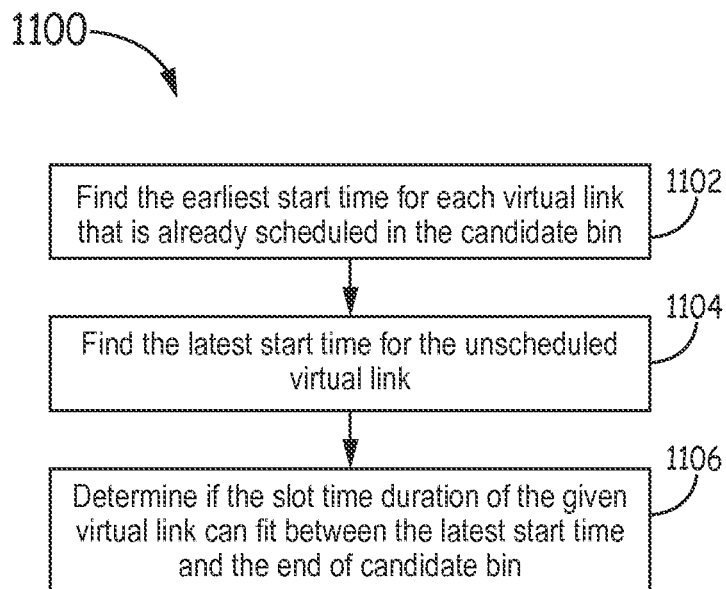 1100
Find the earliest start time for each virtual link
that is already scheduled in the candidate bin
1102
Find the latest start time for the unscheduled
virtual link
1104
Determine if the slot time duration of the given
virtual link can fit between the latest start time
and the end of candidate bin
1106